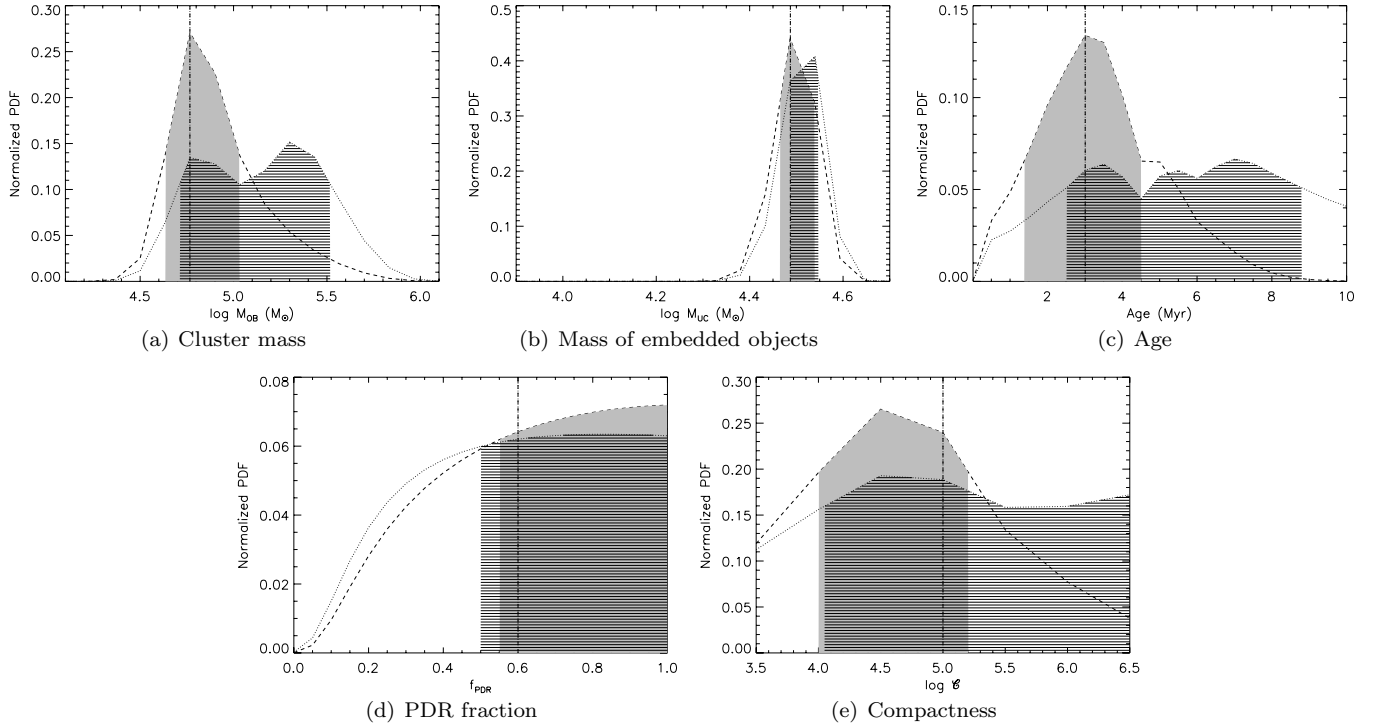 0.30
0.25
0.20
0.15
0.10
0.05
0.00
Normalized PDF
4.5 5.0 5.5 6.0
log M_OB (M_⊙)
(a) Cluster mass
0.5
0.4
0.3
0.2
0.1
0.0
Normalized PDF
4.0 4.2 4.4 4.6
log M_UC (M_⊙)
(b) Mass of embedded objects
0.15
0.10
0.05
0.00
Normalized PDF
2 4 6 8 10
Age (Myr)
(c) Age
0.08
0.06
0.04
0.02
0.00
Normalized PDF
0.0 0.2 0.4 0.6 0.8 1.0
f_PDR
(d) PDR fraction
0.30
0.25
0.20
0.15
0.10
0.05
0.00
Normalized PDF
3.5 4.0 4.5 5.0 5.5 6.0 6.5
log 𝒞
(e) Compactness